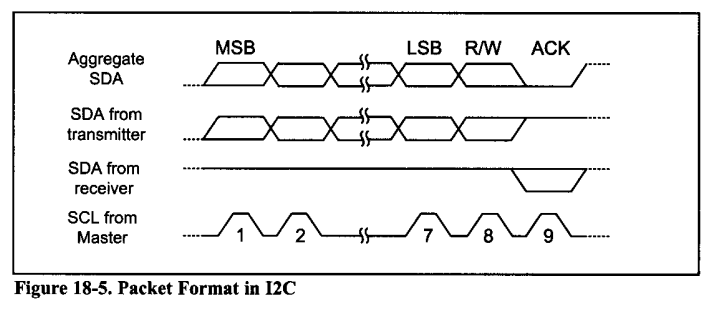 MSB LSB R/W ACK
Aggregate
SDA
SDA from
transmitter
SDA from
receiver
SCL from
Master
1 2 7 8 9
Figure 18-5. Packet Format in I2C